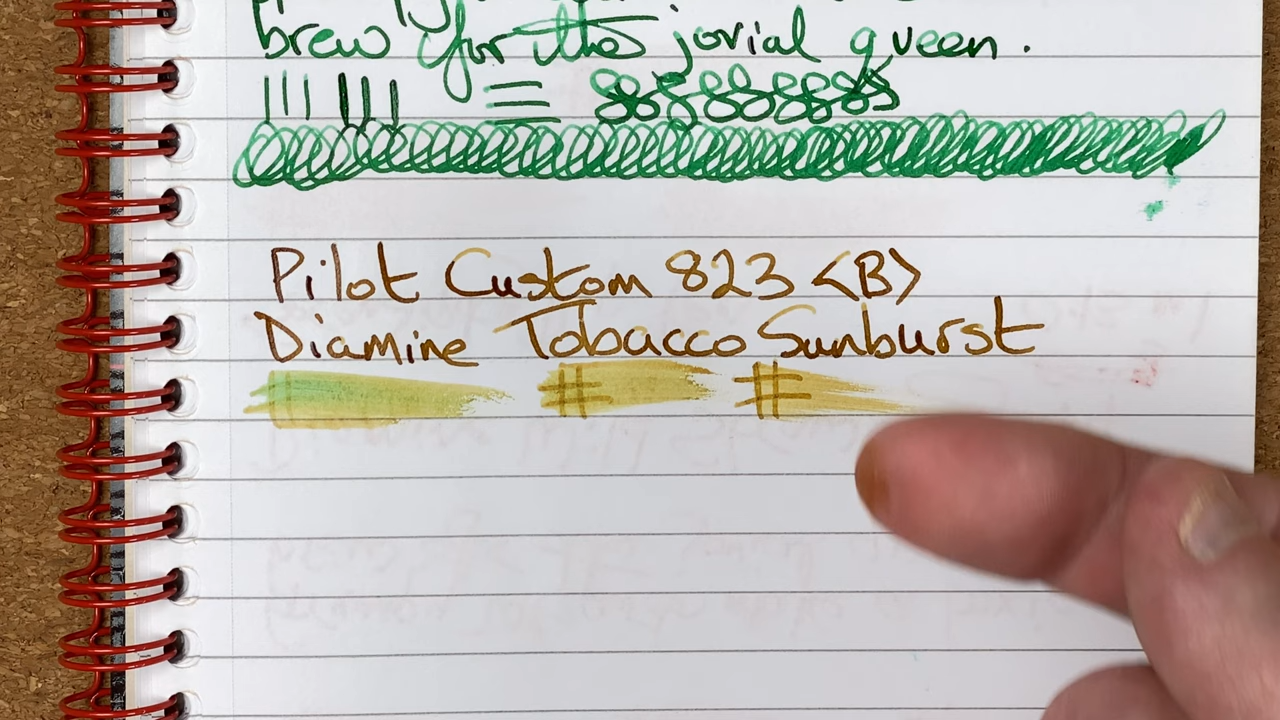 brew for the jovial queen.
Pilot Custom 823 <B>
Diamine Tobacco Sunburst